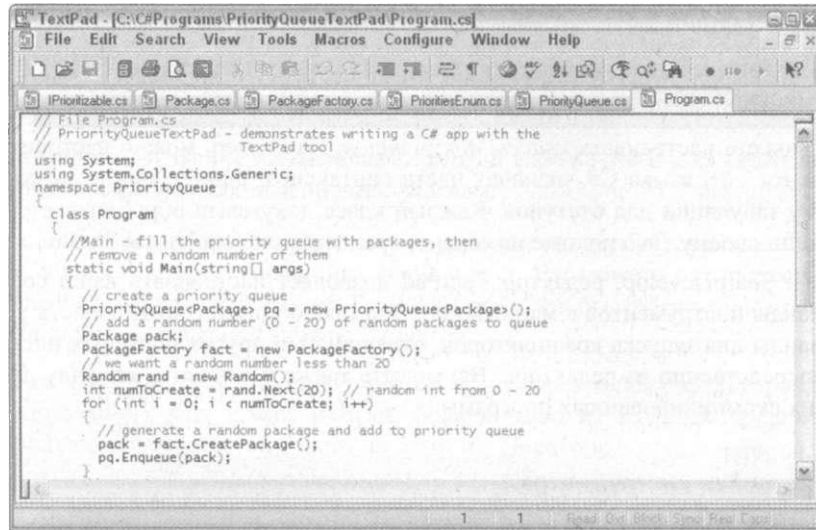 TextPad - [C:\C#Programs\PriorityQueueTextPad\Program.cs]
File Edit Search View Tools Macros Configure Window Help
IPrioritizable.cs Package.cs PackageFactory.cs PrioritiesEnum.cs PriorityQueue.cs Program.cs
// File Program.cs
// PriorityQueueTextPad - demonstrates writing a C# app with the
TextPad tool
using System;
using System.Collections.Generic;
namespace PriorityQueue
{
class Program
{
//Main - fill the priority queue with packages, then
// remove a random number of them
static void Main(string[] args)
{
// create a priority queue
PriorityQueue<Package> pq = new PriorityQueue<Package>();
// add a random number (0 - 20) of random packages to queue
Package pack;
PackageFactory fact = new PackageFactory();
// we want a random number less than 20
Random rand = new Random();
int numToCreate = rand.Next(20); // random int from 0 - 20
for (int i = 0; i < numToCreate; i++)
{
// generate a random package and add to priority queue
pack = fact.CreatePackage();
pq.Enqueue(pack);
}
1 1 Read Ovr Block Sync Rec Caps